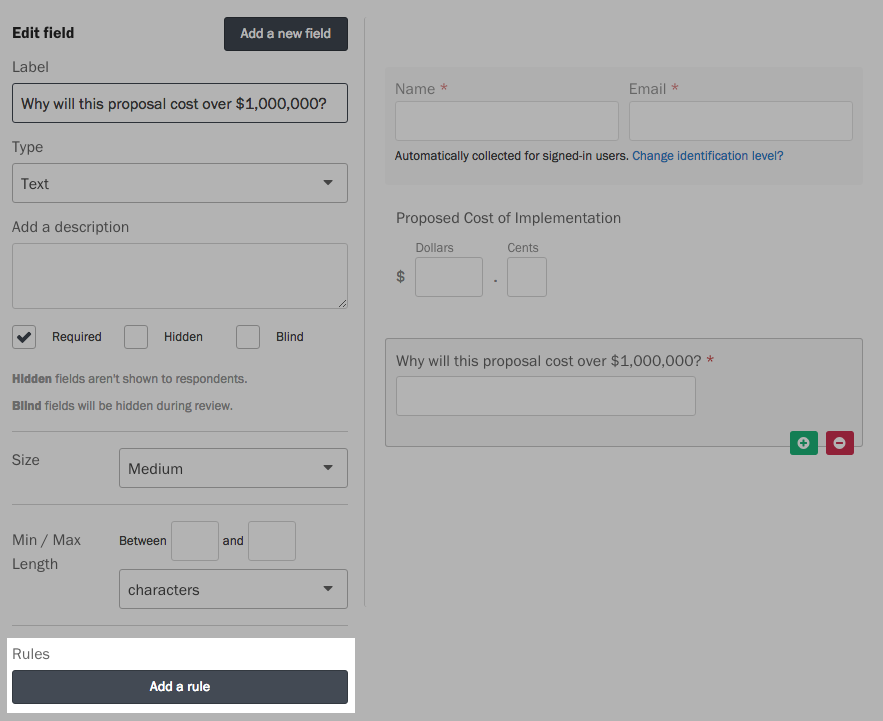 Edit field
Add a new field
Label
Why will this proposal cost over $1,000,000?
Type
Text
Add a description
Required
Hidden
Blind
Hidden fields aren't shown to respondents.
Blind fields will be hidden during review.
Size
Medium
Min / Max
Length
Between
and
characters
Rules
Add a rule
Name *
Email *
Automatically collected for signed-in users. Change identification level?
Proposed Cost of Implementation
Dollars
Cents
$
.
Why will this proposal cost over $1,000,000? *